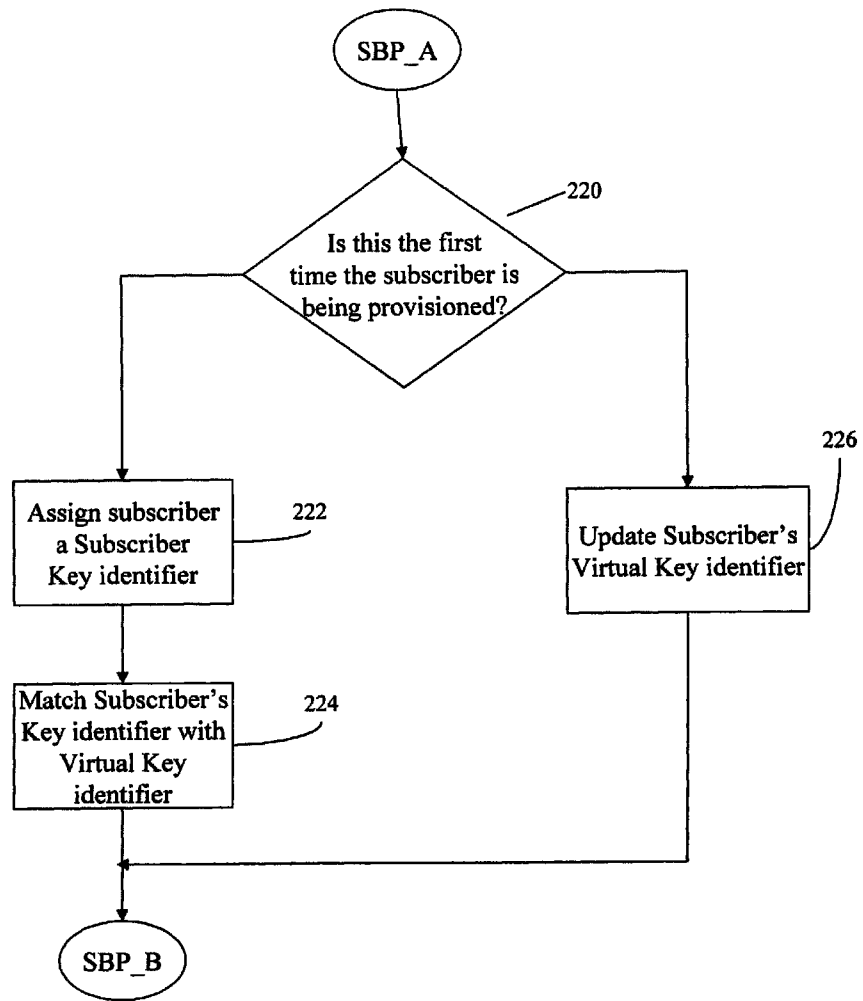 SBP_A
220
Is this the first
time the subscriber is
being provisioned?
Assign subscriber
a Subscriber
Key identifier
222
226
Update Subscriber's
Virtual Key identifier
Match Subscriber's
Key identifier with
Virtual Key
identifier
224
SBP_B